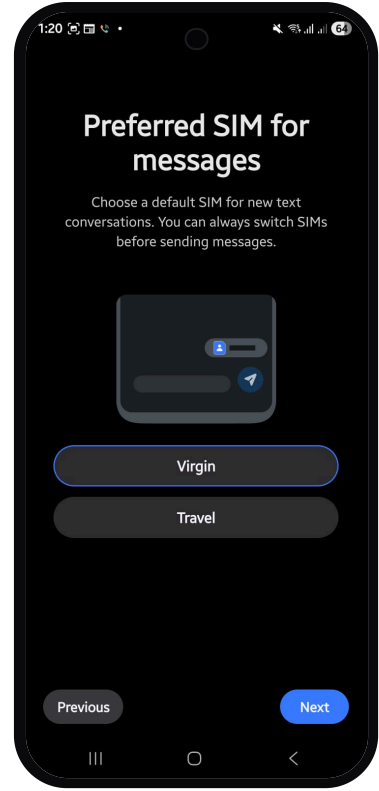 1:20 64
Preferred SIM for
messages
Choose a default SIM for new text
conversations. You can always switch SIMs
before sending messages.
Virgin
Travel
Previous Next